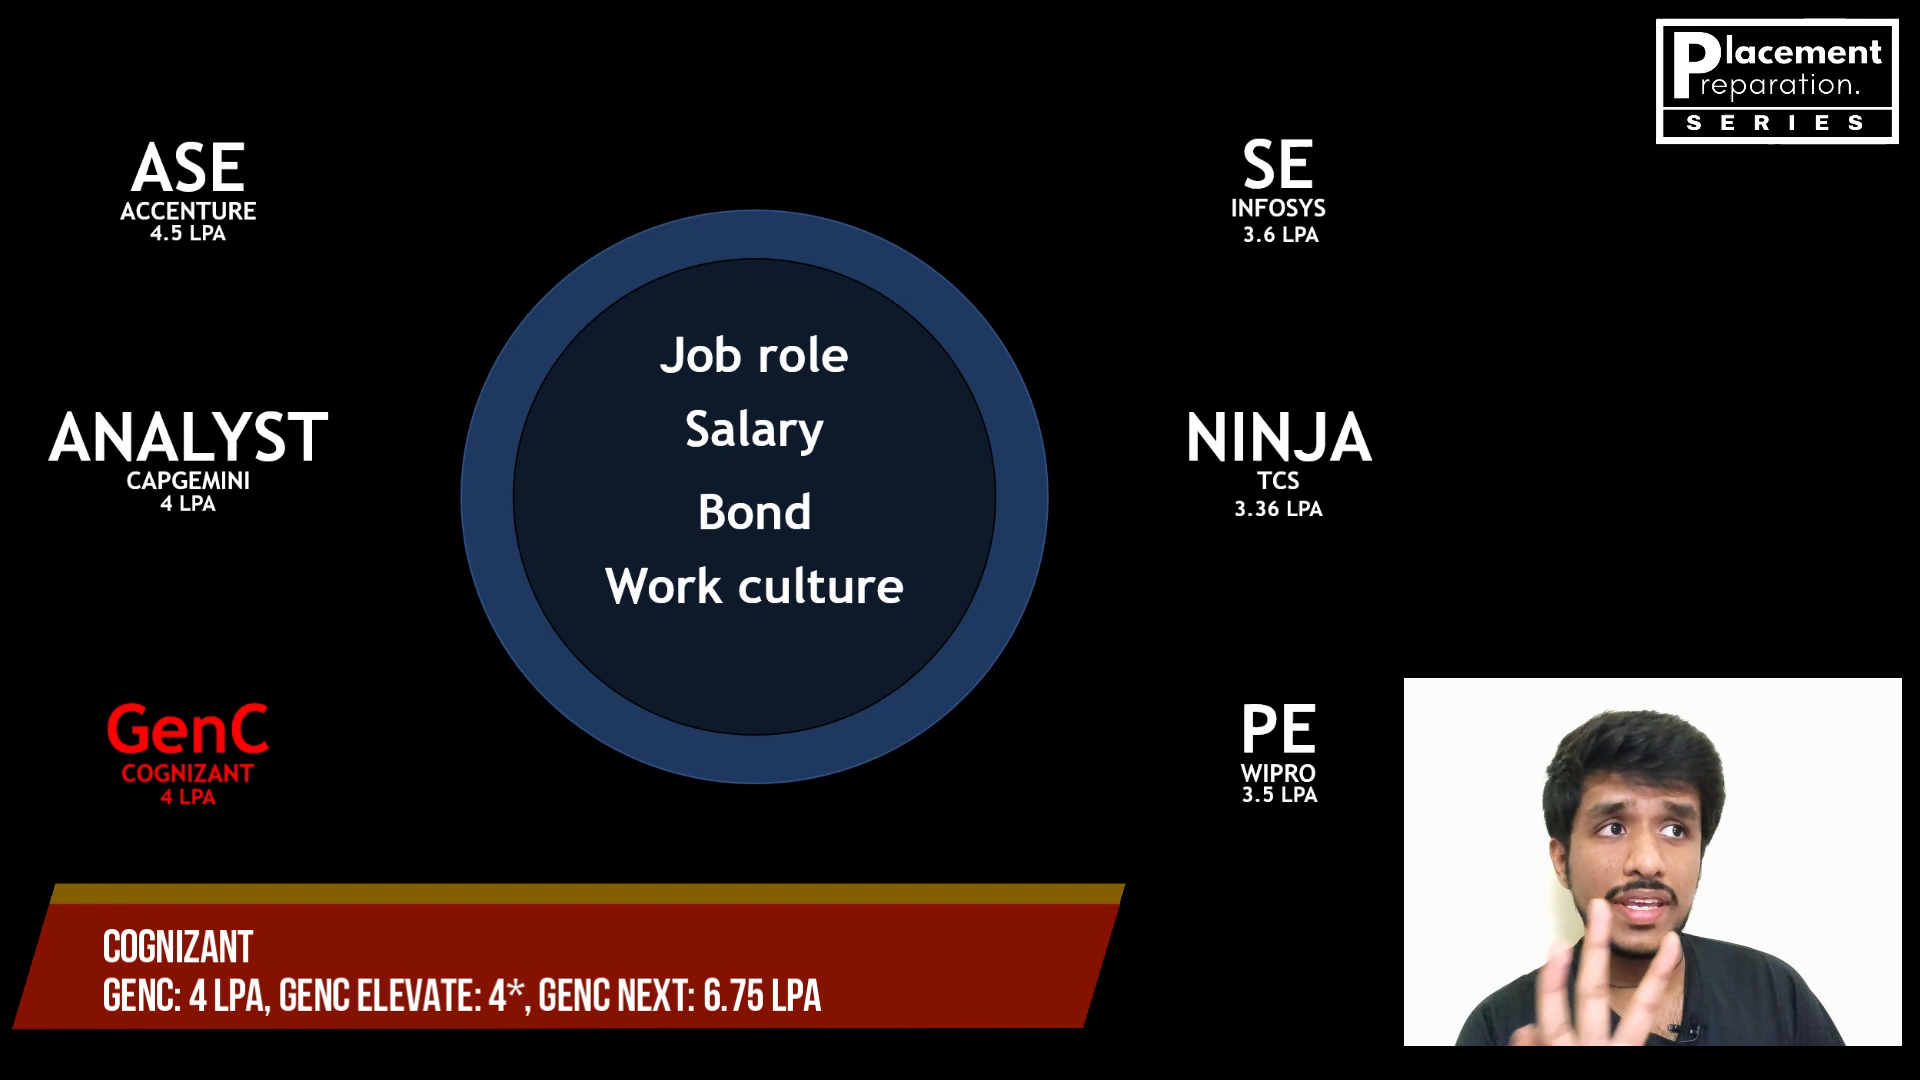 Placement
Preparation.
SERIES
ASE
ACCENTURE
4.5 LPA
SE
INFOSYS
3.6 LPA
Job role
Salary
Bond
Work culture
ANALYST
CAPGEMINI
4 LPA
NINJA
TCS
3.36 LPA
GenC
COGNIZANT
4 LPA
PE
WIPRO
3.5 LPA
COGNIZANT
GENC: 4 LPA, GENC ELEVATE: 4*, GENC NEXT: 6.75 LPA